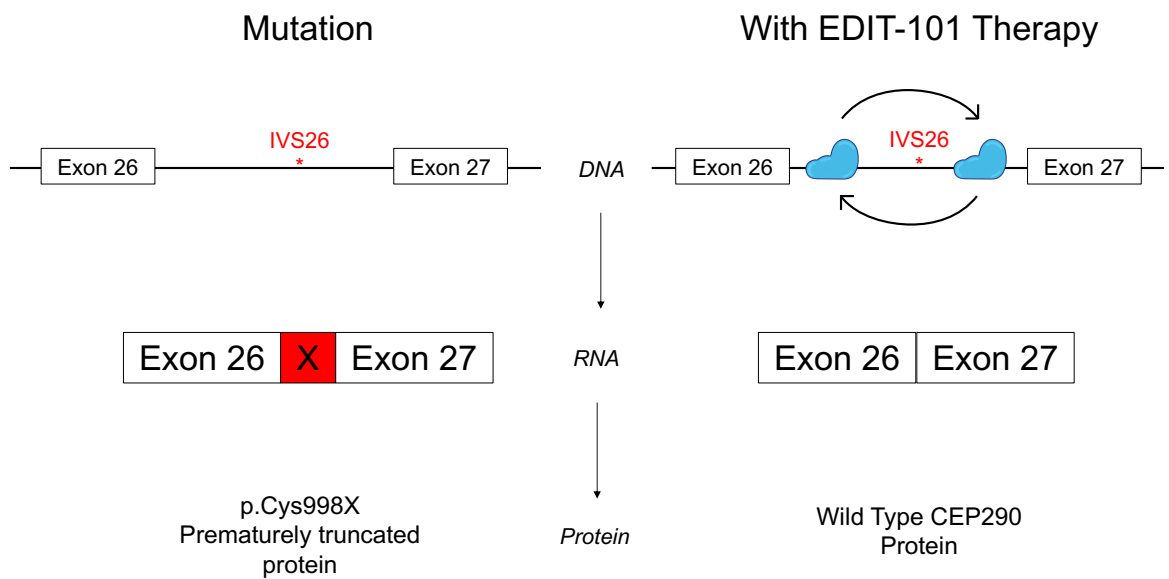 Mutation
With EDIT-101 Therapy
IVS26
*
Exon 26
Exon 27
DNA
IVS26
*
Exon 26
Exon 27
Exon 26
X
Exon 27
RNA
Exon 26
Exon 27
p.Cys998X
Prematurely truncated
protein
Protein
Wild Type CEP290
Protein